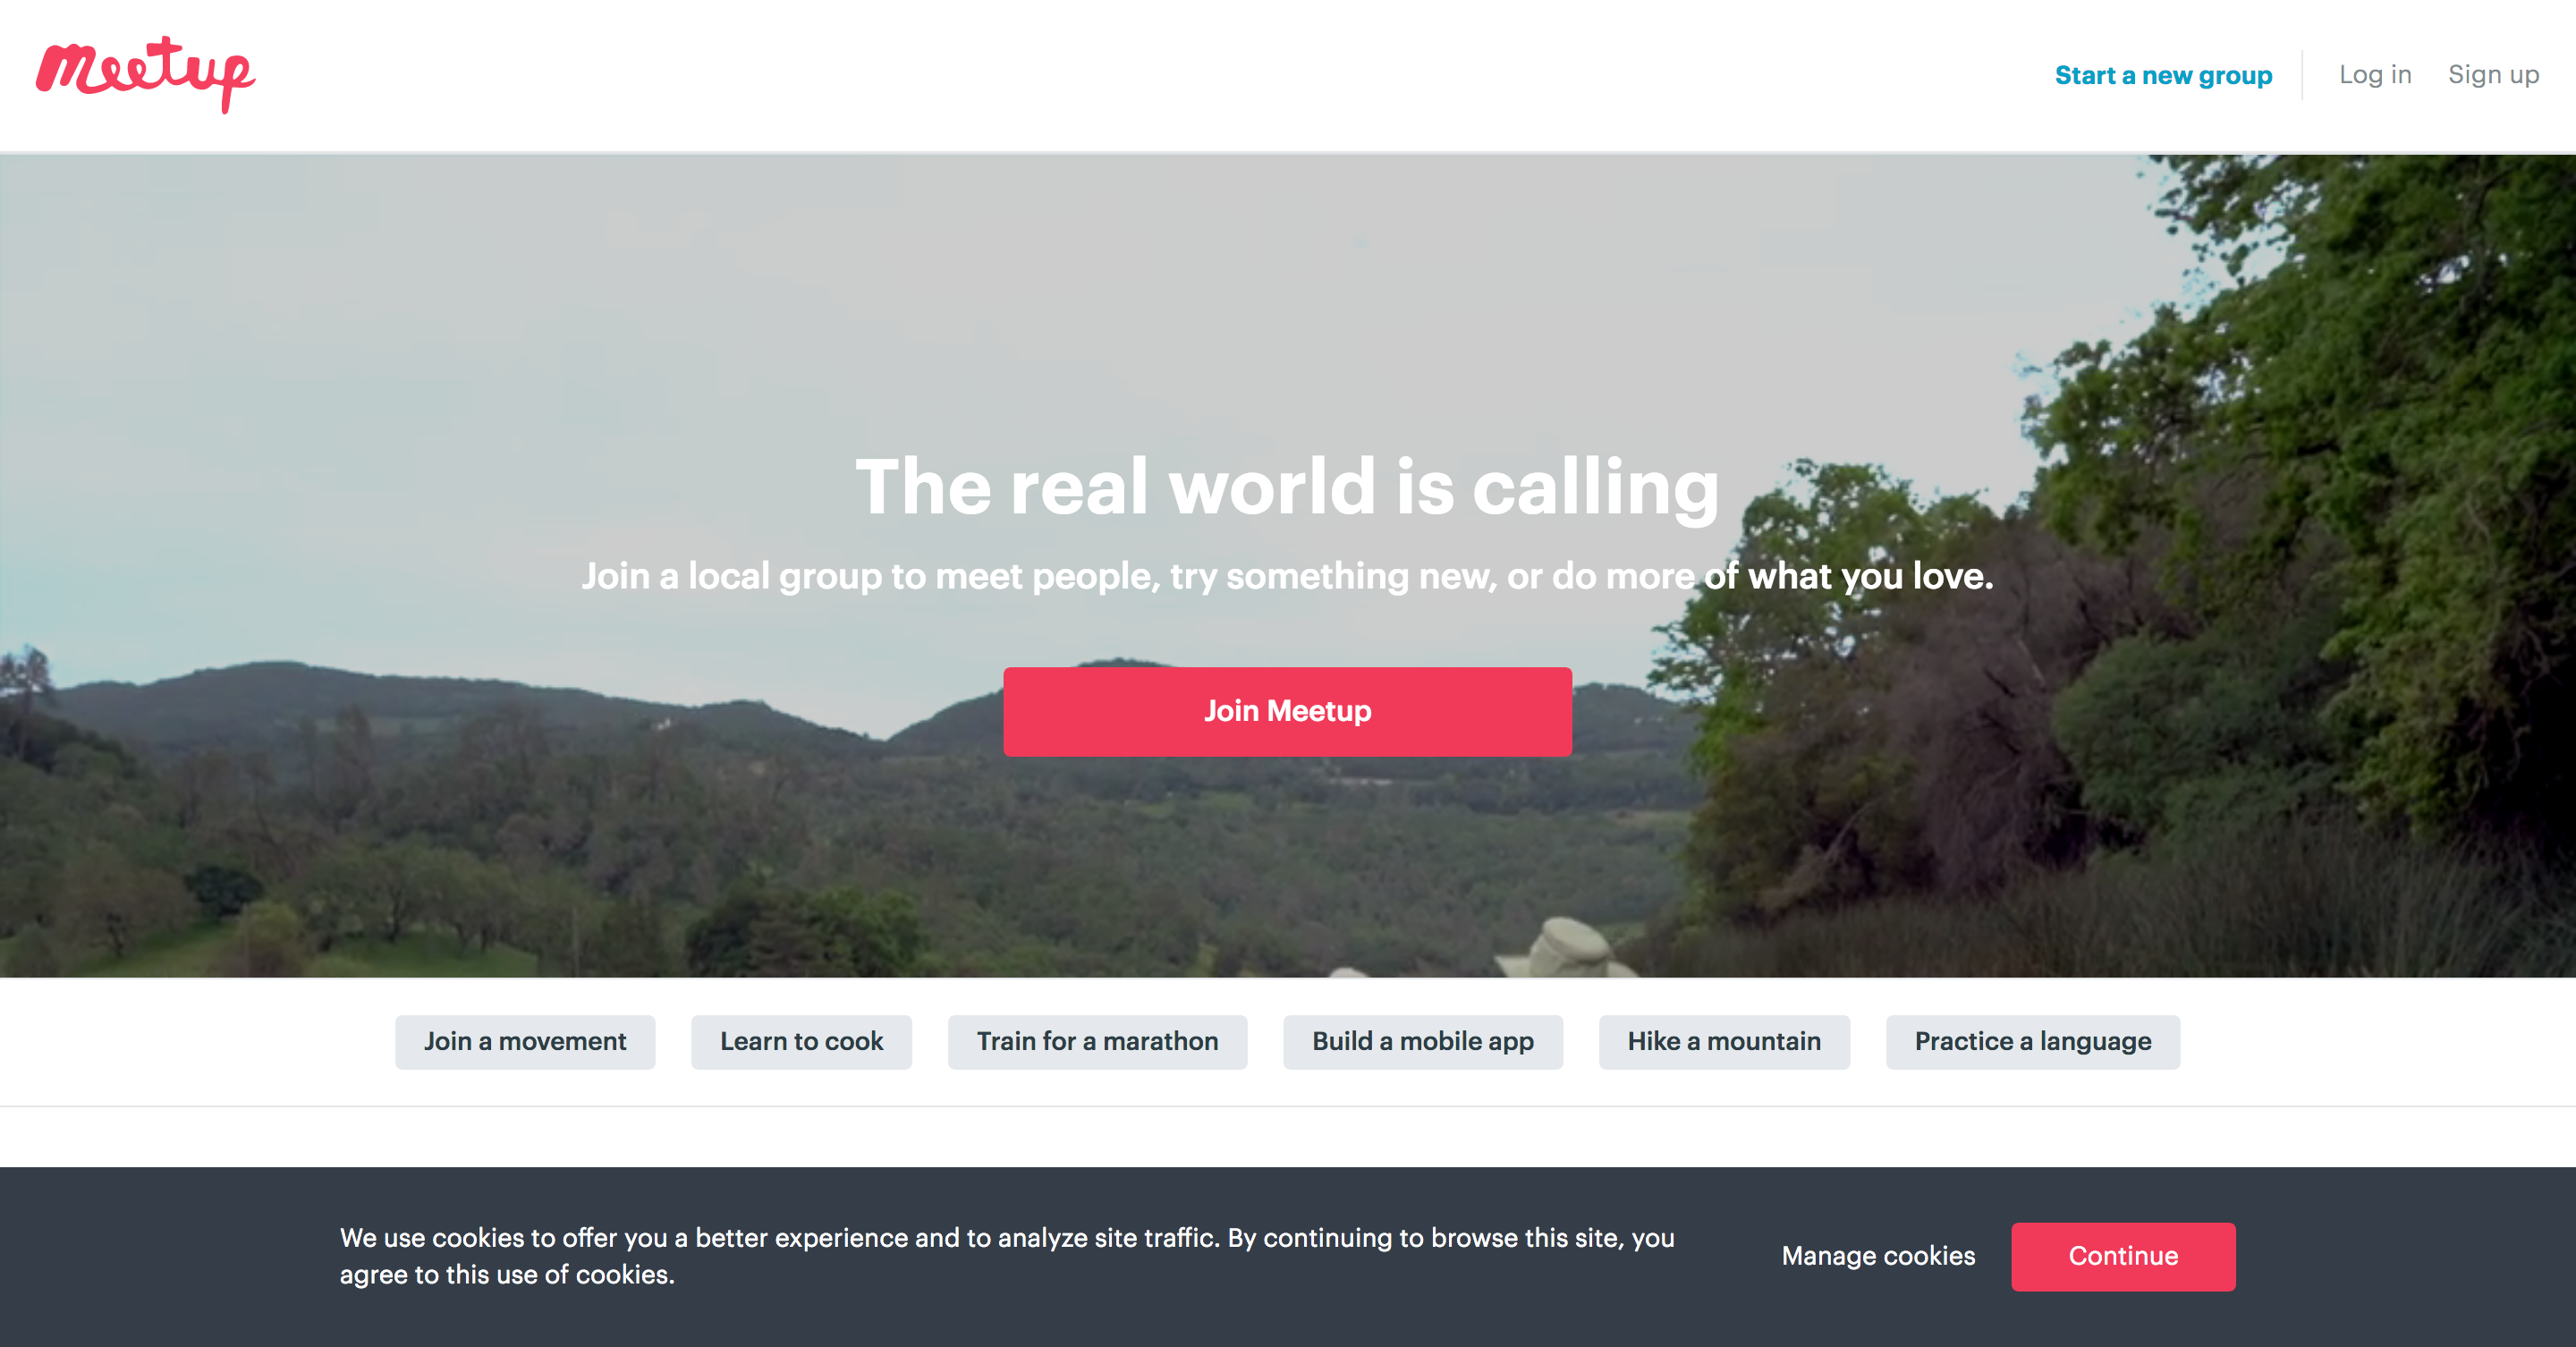 Meetup
Start a new group
Log in
Sign up
The real world is calling
Join a local group to meet people, try something new, or do more of what you love.
Join Meetup
Join a movement
Learn to cook
Train for a marathon
Build a mobile app
Hike a mountain
Practice a language
We use cookies to offer you a better experience and to analyze site traffic. By continuing to browse this site, you
agree to this use of cookies.
Manage cookies
Continue